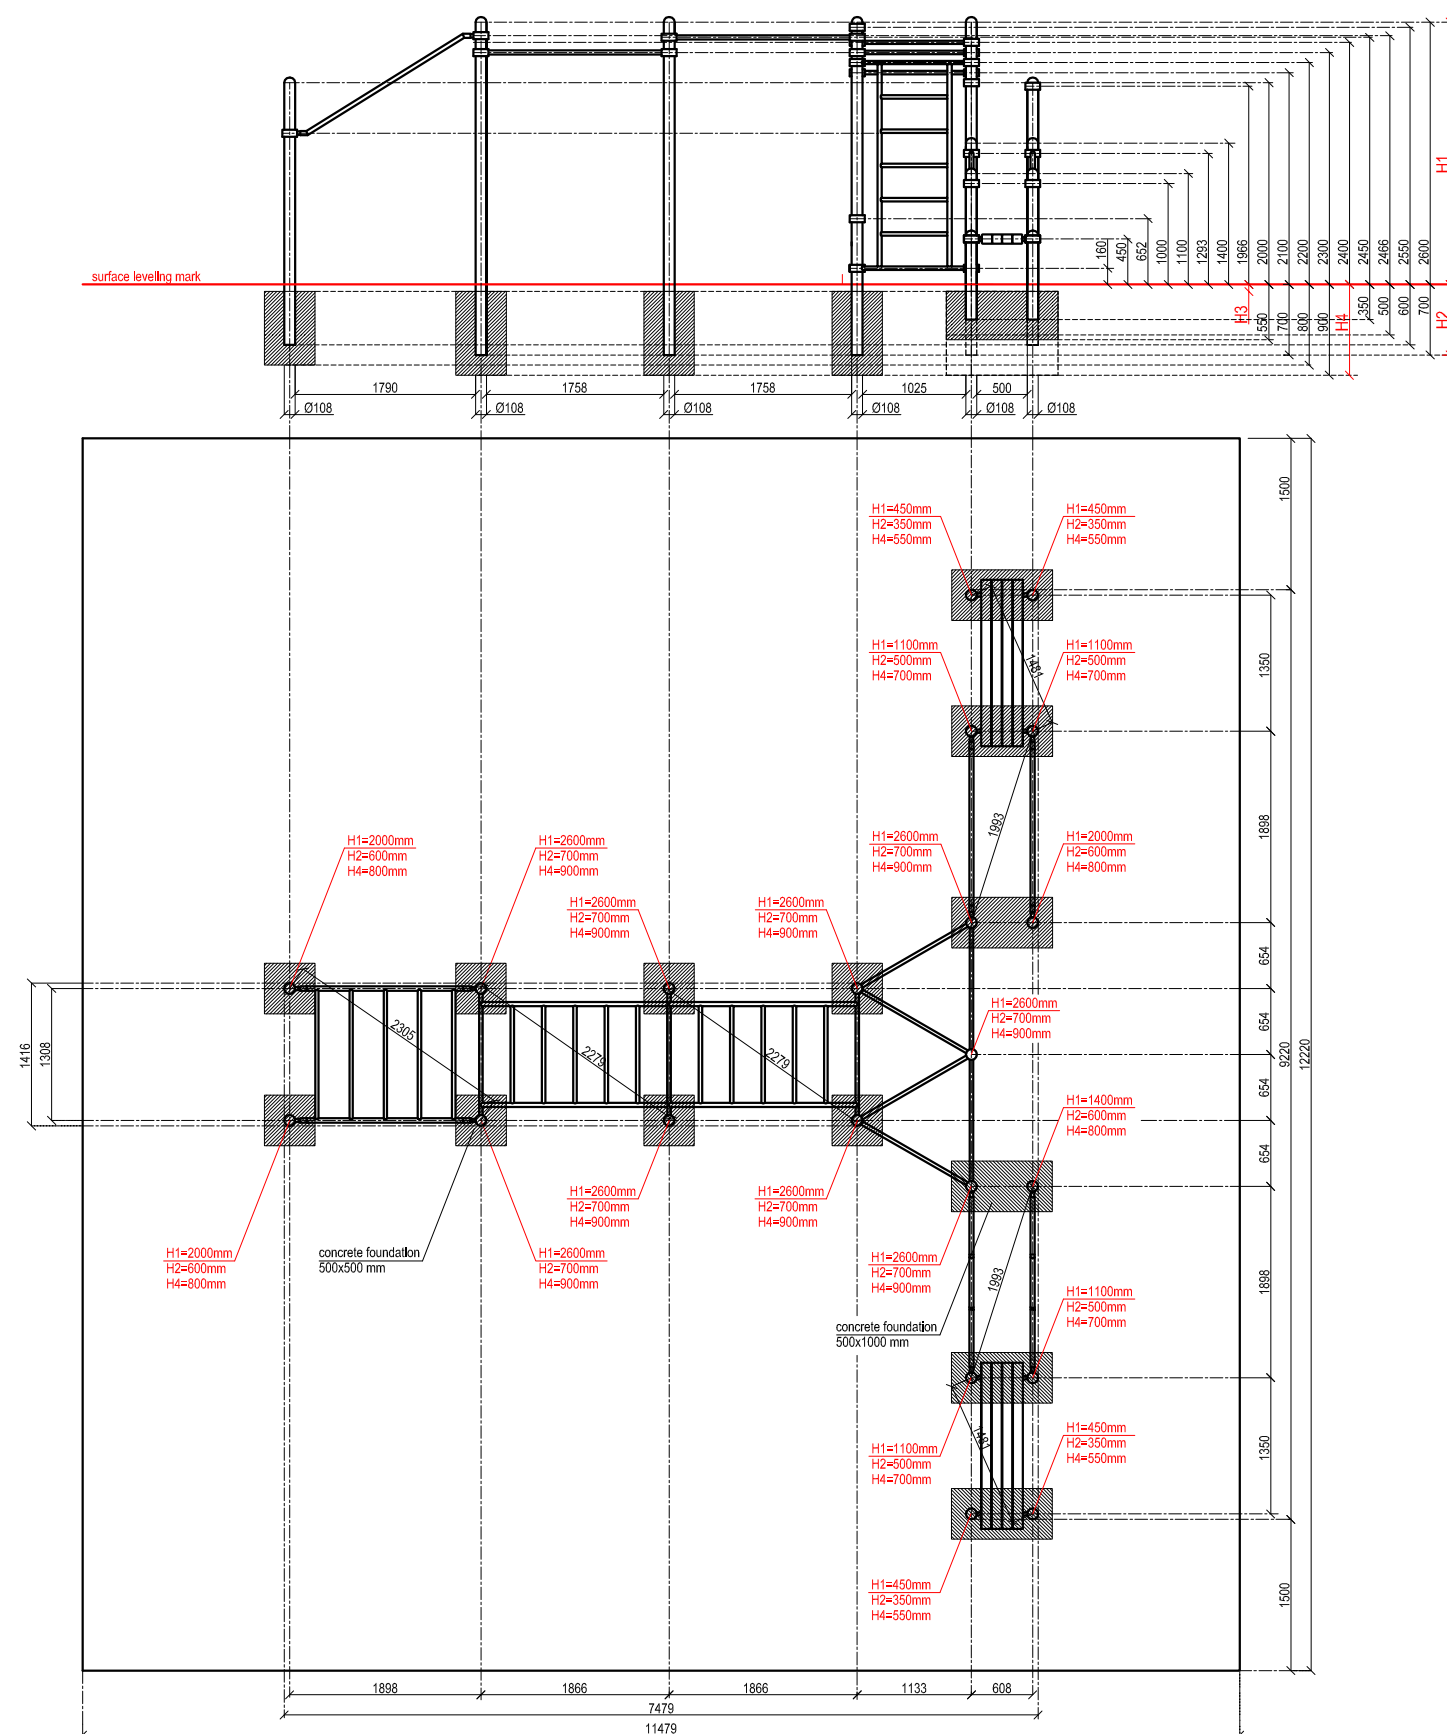 surface levelling mark
160
450
652
1000
1100
1293
1400
1966
2000
2100
2200
2300
2400
2450
2466
2550
2600
H1
H3
550
700
800
900
H4
350
500
600
700
H2
1790
1758
1758
1025
500
Ø108
Ø108
Ø108
Ø108
Ø108
Ø108
1500
H1=450mm
H2=350mm
H4=550mm
H1=450mm
H2=350mm
H4=550mm
1350
H1=1100mm
H2=500mm
H4=700mm
H1=1100mm
H2=500mm
H4=700mm
1481
1898
1993
H1=2000mm
H2=600mm
H4=800mm
H1=2600mm
H2=700mm
H4=900mm
H1=2600mm
H2=700mm
H4=900mm
H1=2000mm
H2=600mm
H4=800mm
H1=2600mm
H2=700mm
H4=900mm
H1=2600mm
H2=700mm
H4=900mm
654
654
654
654
H1=2600mm
H2=700mm
H4=900mm
1416
1308
2305
2279
2279
9220
12220
H1=1400mm
H2=600mm
H4=800mm
H1=2600mm
H2=700mm
H4=900mm
H1=2600mm
H2=700mm
H4=900mm
H1=2000mm
H2=600mm
H4=800mm
concrete foundation
500x500 mm
H1=2600mm
H2=700mm
H4=900mm
H1=2600mm
H2=700mm
H4=900mm
1993
1898
H1=1100mm
H2=500mm
H4=700mm
concrete foundation
500x1000 mm
H1=1100mm
H2=500mm
H4=700mm
1481
H1=450mm
H2=350mm
H4=550mm
1350
H1=450mm
H2=350mm
H4=550mm
1500
1898
1866
1866
1133
608
7479
11479